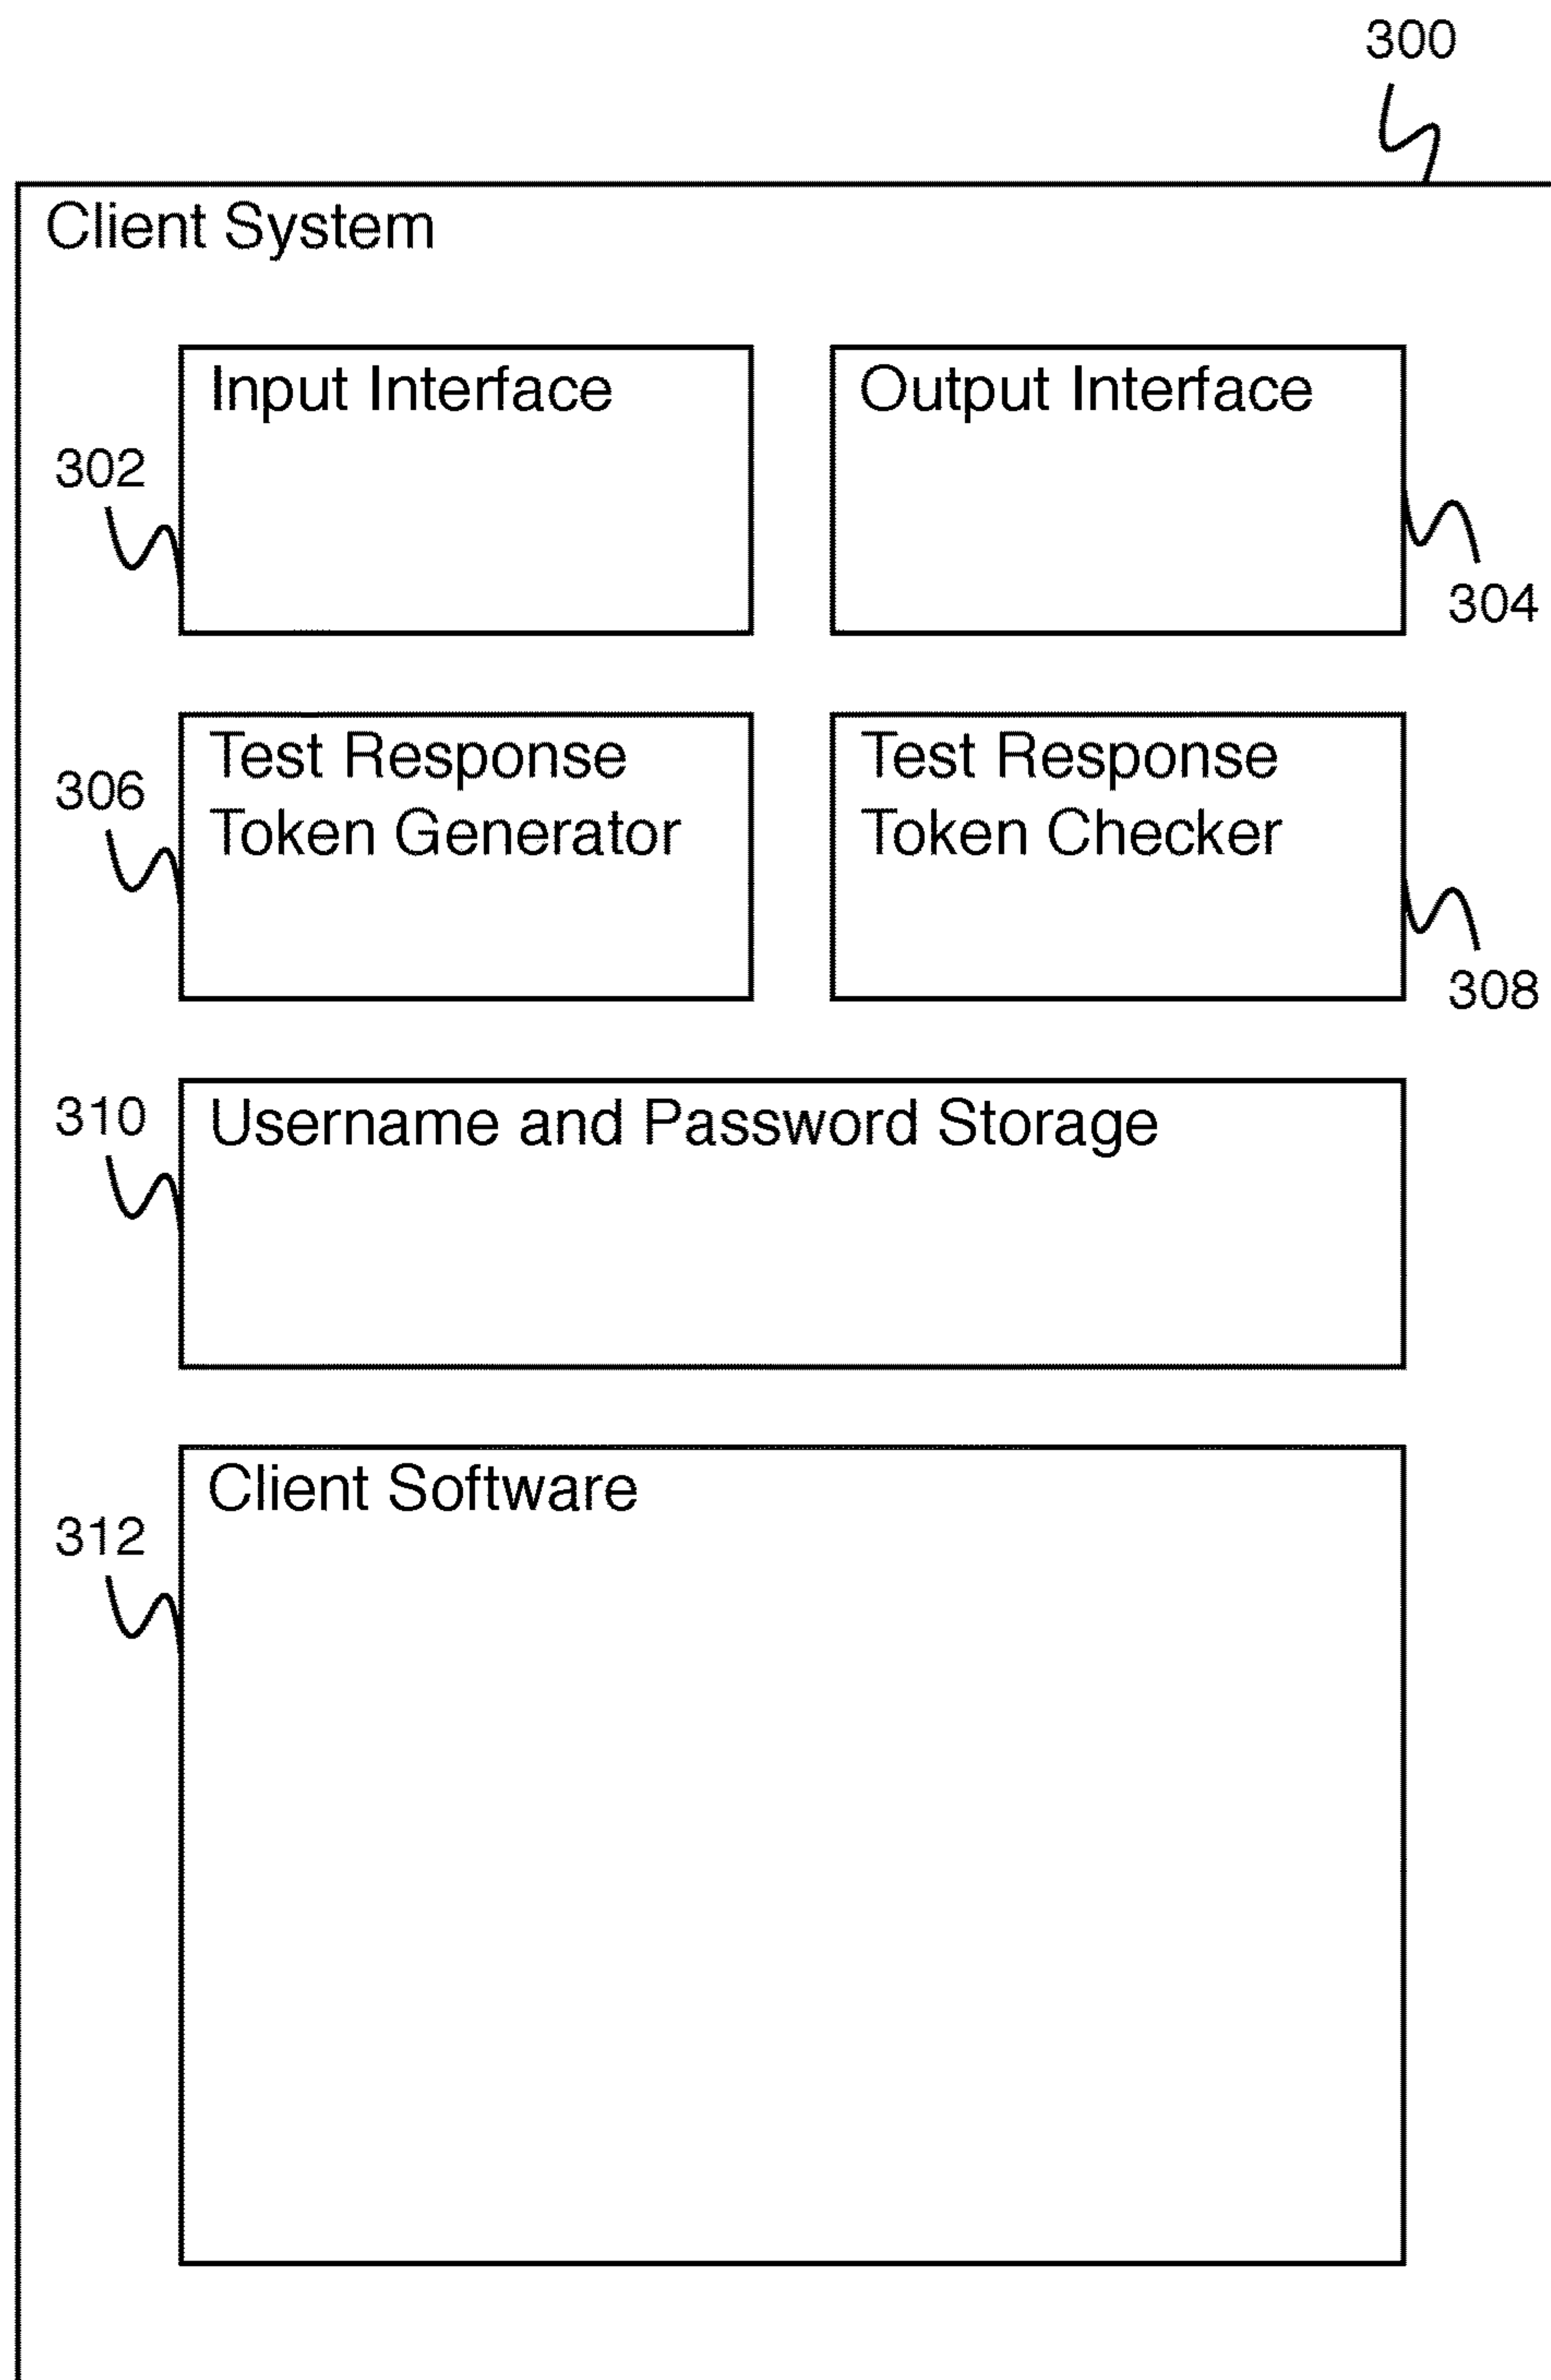 300
Client System
Input Interface
Output Interface
302
304
Test Response
Token Generator
Test Response
Token Checker
306
308
310
Username and Password Storage
Client Software
312